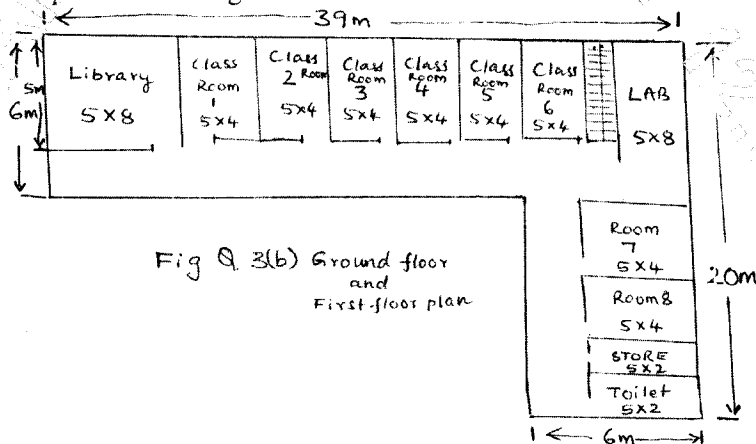 39m
5m
6m
Library
5x8
Class
Room
1
5x4
Class
2 Room
5x4
Class
Room
3
5x4
Class
Room
4
5x4
Class
Room
5
5x4
Class
Room
6
5x4
LAB
5x8
Room
7
5x4
Room 8
5x4
STORE
5x2
Toilet
5x2
20m
6m
Fig Q. 3(b) Ground floor
and
First floor plan